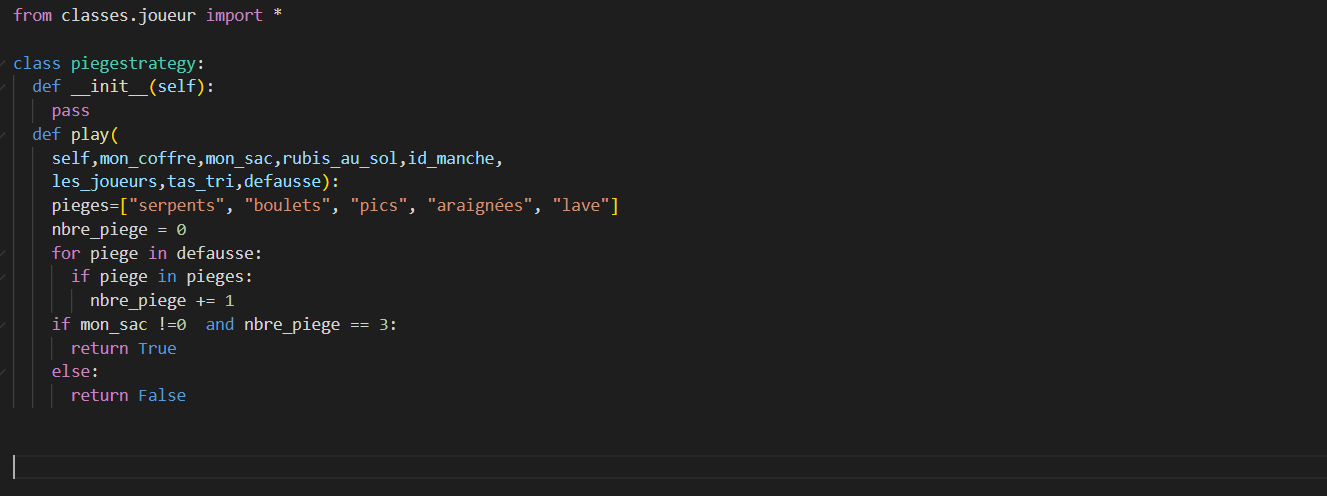 from classes.joueur import *
class piegestrategy:
def __init__(self):
pass
def play(
self,mon_coffre,mon_sac,rubis_au_sol,id_manche,
les_joueurs,tas_tri,defausse):
pieges=["serpents", "boulets", "pics", "araignées", "lave"]
nbre_piege = 0
for piege in defausse:
if piege in pieges:
nbre_piege += 1
if mon_sac !=0  and nbre_piege == 3:
return True
else:
return False